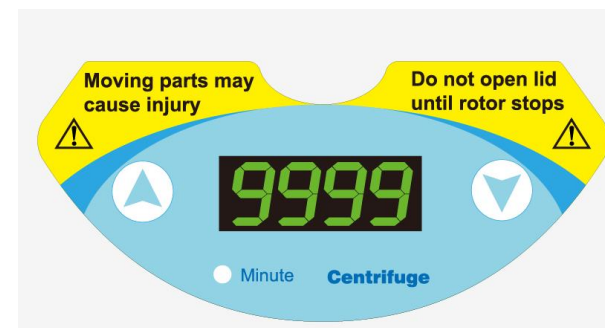 Moving parts may
cause injury
Do not open lid
until rotor stops
9999
Minute
Centrifuge